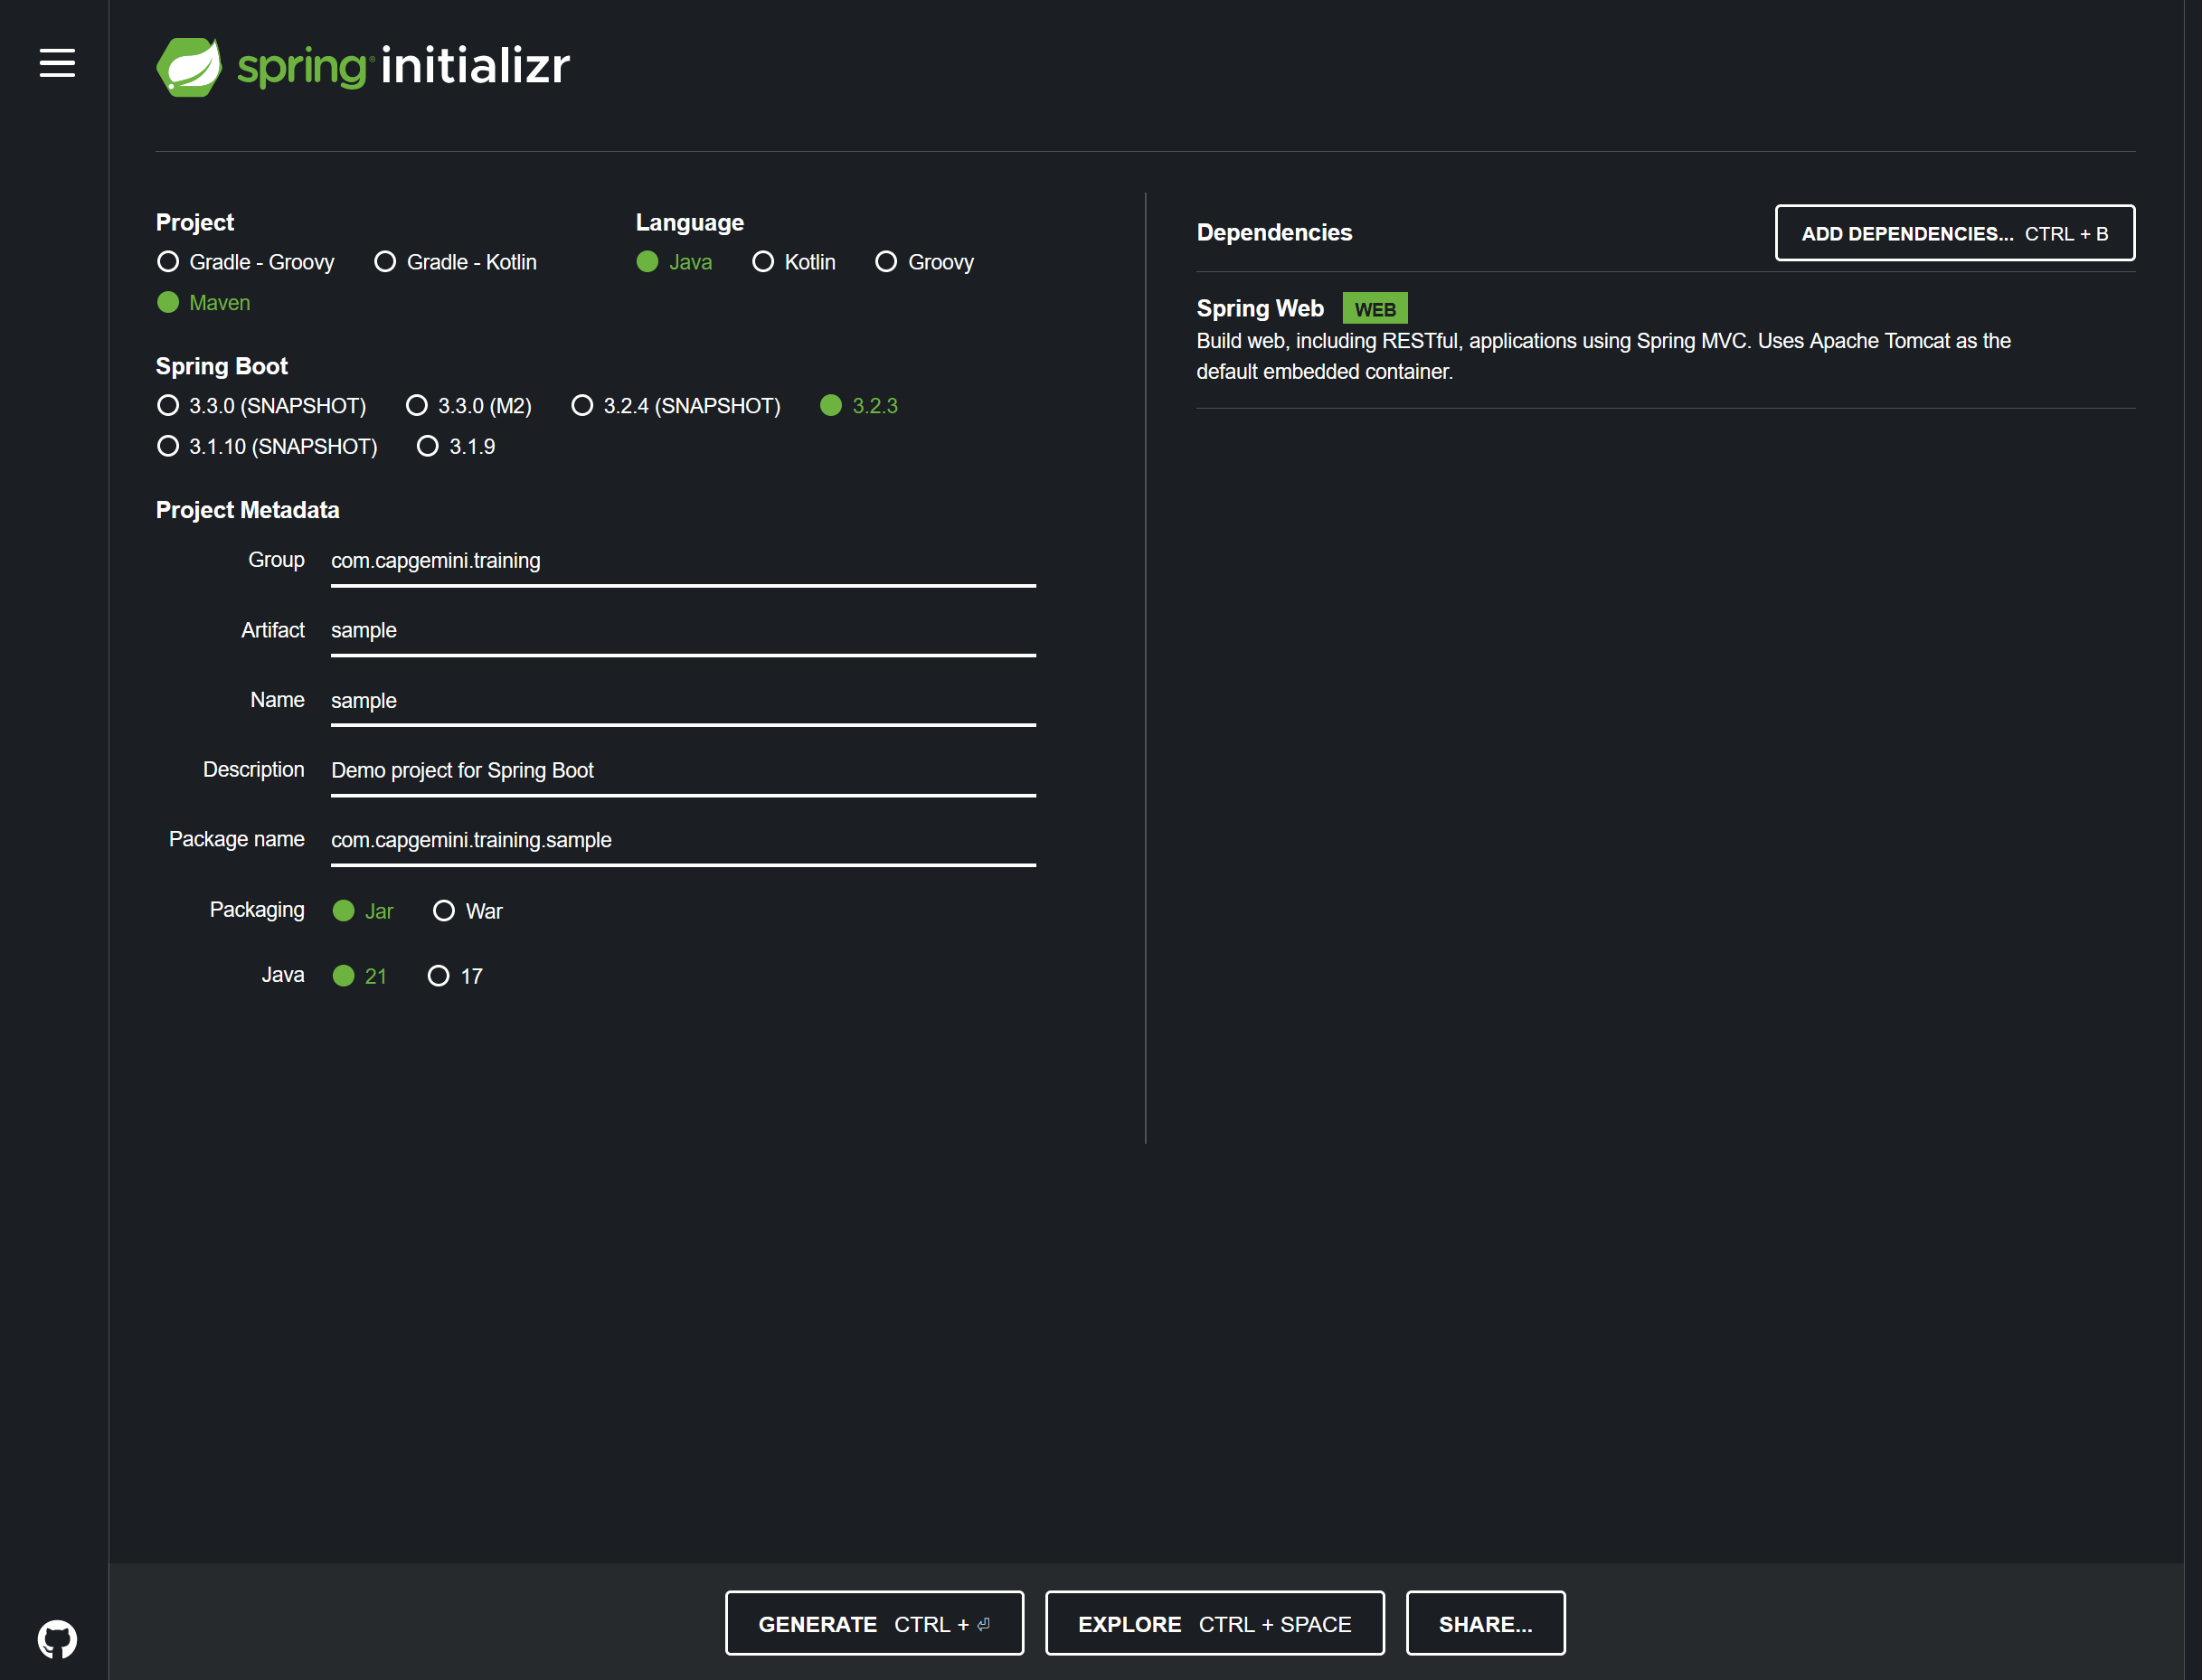 spring initializr
Project
Gradle - Groovy Gradle - Kotlin
Maven
Language
Java Kotlin Groovy
Spring Boot
3.3.0 (SNAPSHOT) 3.3.0 (M2) 3.2.4 (SNAPSHOT) 3.2.3
3.1.10 (SNAPSHOT) 3.1.9
Project Metadata
Group com.capgemini.training
Artifact sample
Name sample
Description Demo project for Spring Boot
Package name com.capgemini.training.sample
Packaging Jar War
Java 21 17
Dependencies
ADD DEPENDENCIES... CTRL + B
Spring Web WEB
Build web, including RESTful, applications using Spring MVC. Uses Apache Tomcat as the
default embedded container.
GENERATE CTRL + ⏎
EXPLORE CTRL + SPACE
SHARE...